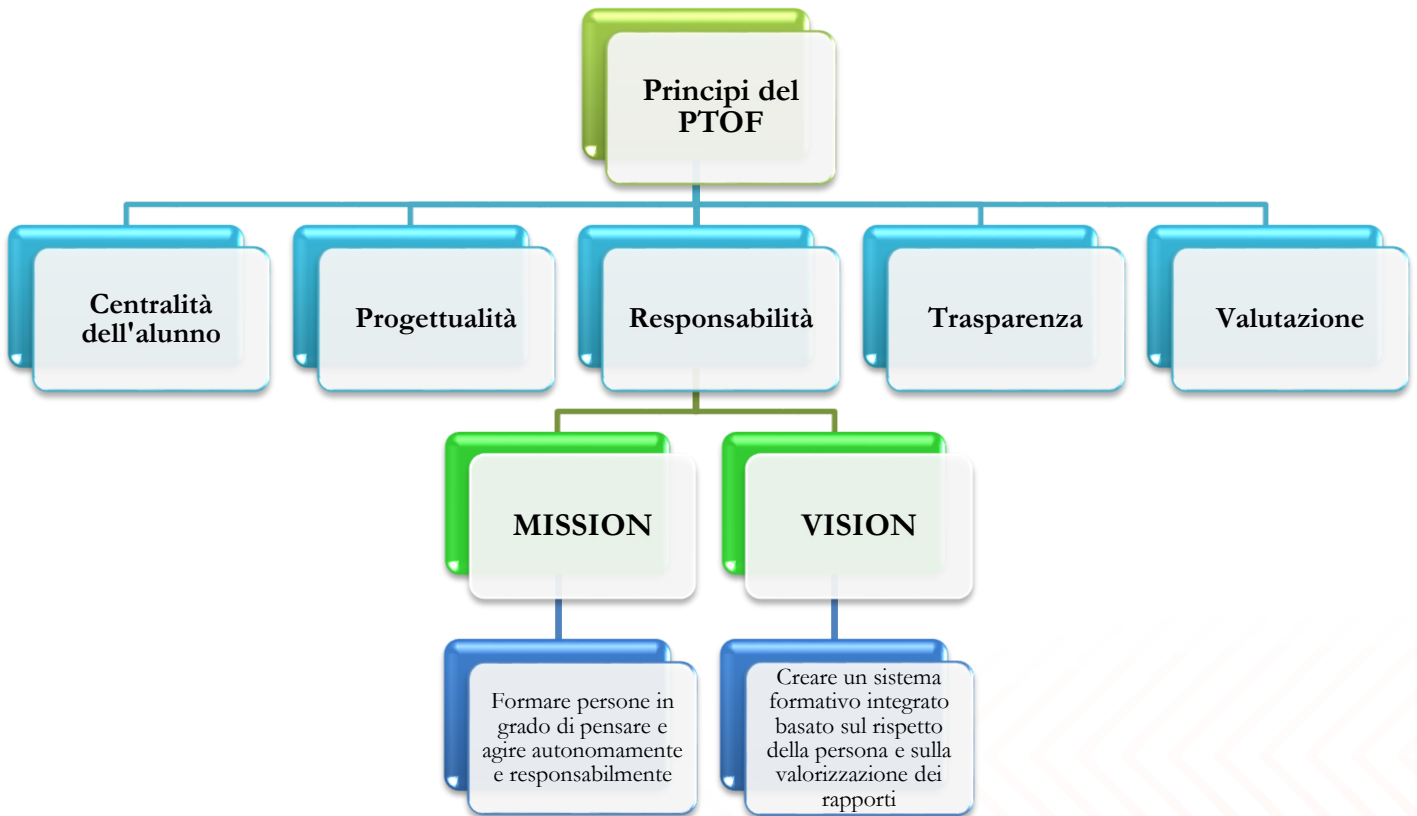 Principi del
PTOF
Centralità
dell'alunno
Progettualità
Responsabilità
Trasparenza
Valutazione
MISSION
VISION
Formare persone in
grado di pensare e
agire autonomamente
e responsabilmente
Creare un sistema
formativo integrato
basato sul rispetto
della persona e sulla
valorizzazione dei
rapporti